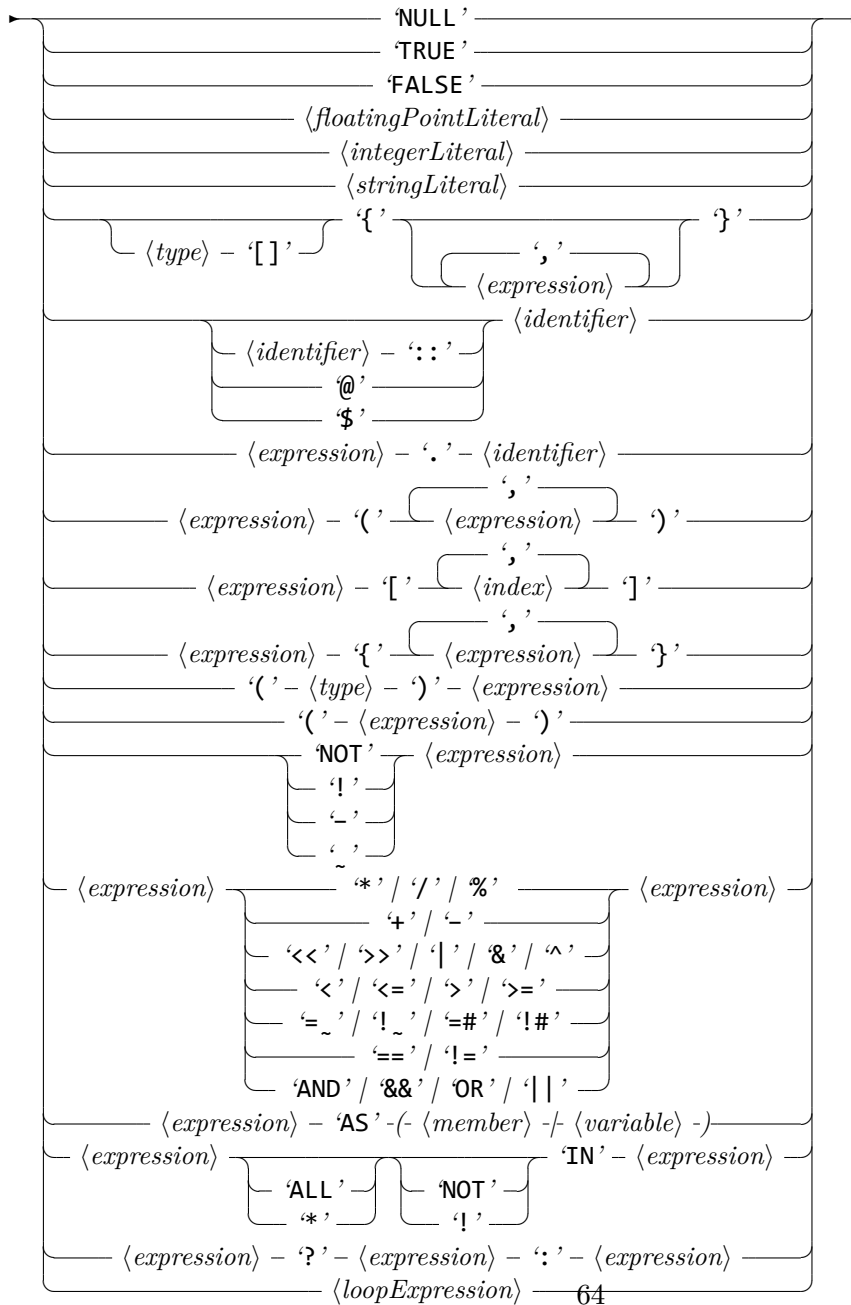 ‘NULL’
‘TRUE’
‘FALSE’
⟨floatingPointLiteral⟩
⟨integerLiteral⟩
⟨stringLiteral⟩
‘{’ ‘}’
⟨type⟩ – ‘[]’ ‘,’
⟨expression⟩
⟨identifier⟩
⟨identifier⟩ – ‘::’
‘@’
‘$’
⟨expression⟩ – ‘.’ – ⟨identifier⟩
‘,’
⟨expression⟩ – ‘(’ ⟨expression⟩ ‘)’
‘,’
⟨expression⟩ – ‘[’ ⟨index⟩ ‘]’
‘,’
⟨expression⟩ – ‘{’ ⟨expression⟩ ‘}’
‘(’ – ⟨type⟩ – ‘)’ – ⟨expression⟩
‘(’ – ⟨expression⟩ – ‘)’
‘NOT’ ⟨expression⟩
‘!’
‘-’
‘~’
⟨expression⟩ ‘*’ / ‘/’ / ‘%’ ⟨expression⟩
‘+’ / ‘-’
‘<<’ / ‘>>’ / ‘|’ / ‘&’ / ‘^’
‘<’ / ‘<=’ / ‘>’ / ‘>=’
‘=~’ / ‘!~’ / ‘=#’ / ‘!#’
‘==’ / ‘!=’
‘AND’ / ‘&&’ / ‘OR’ / ‘||’
⟨expression⟩ – ‘AS’ -(- ⟨member⟩ -/- ⟨variable⟩ -)
⟨expression⟩ ‘IN’ – ⟨expression⟩
‘ALL’ ‘NOT’
‘*’ ‘!’
⟨expression⟩ – ‘?’ – ⟨expression⟩ – ‘:’ – ⟨expression⟩
⟨loopExpression⟩
64